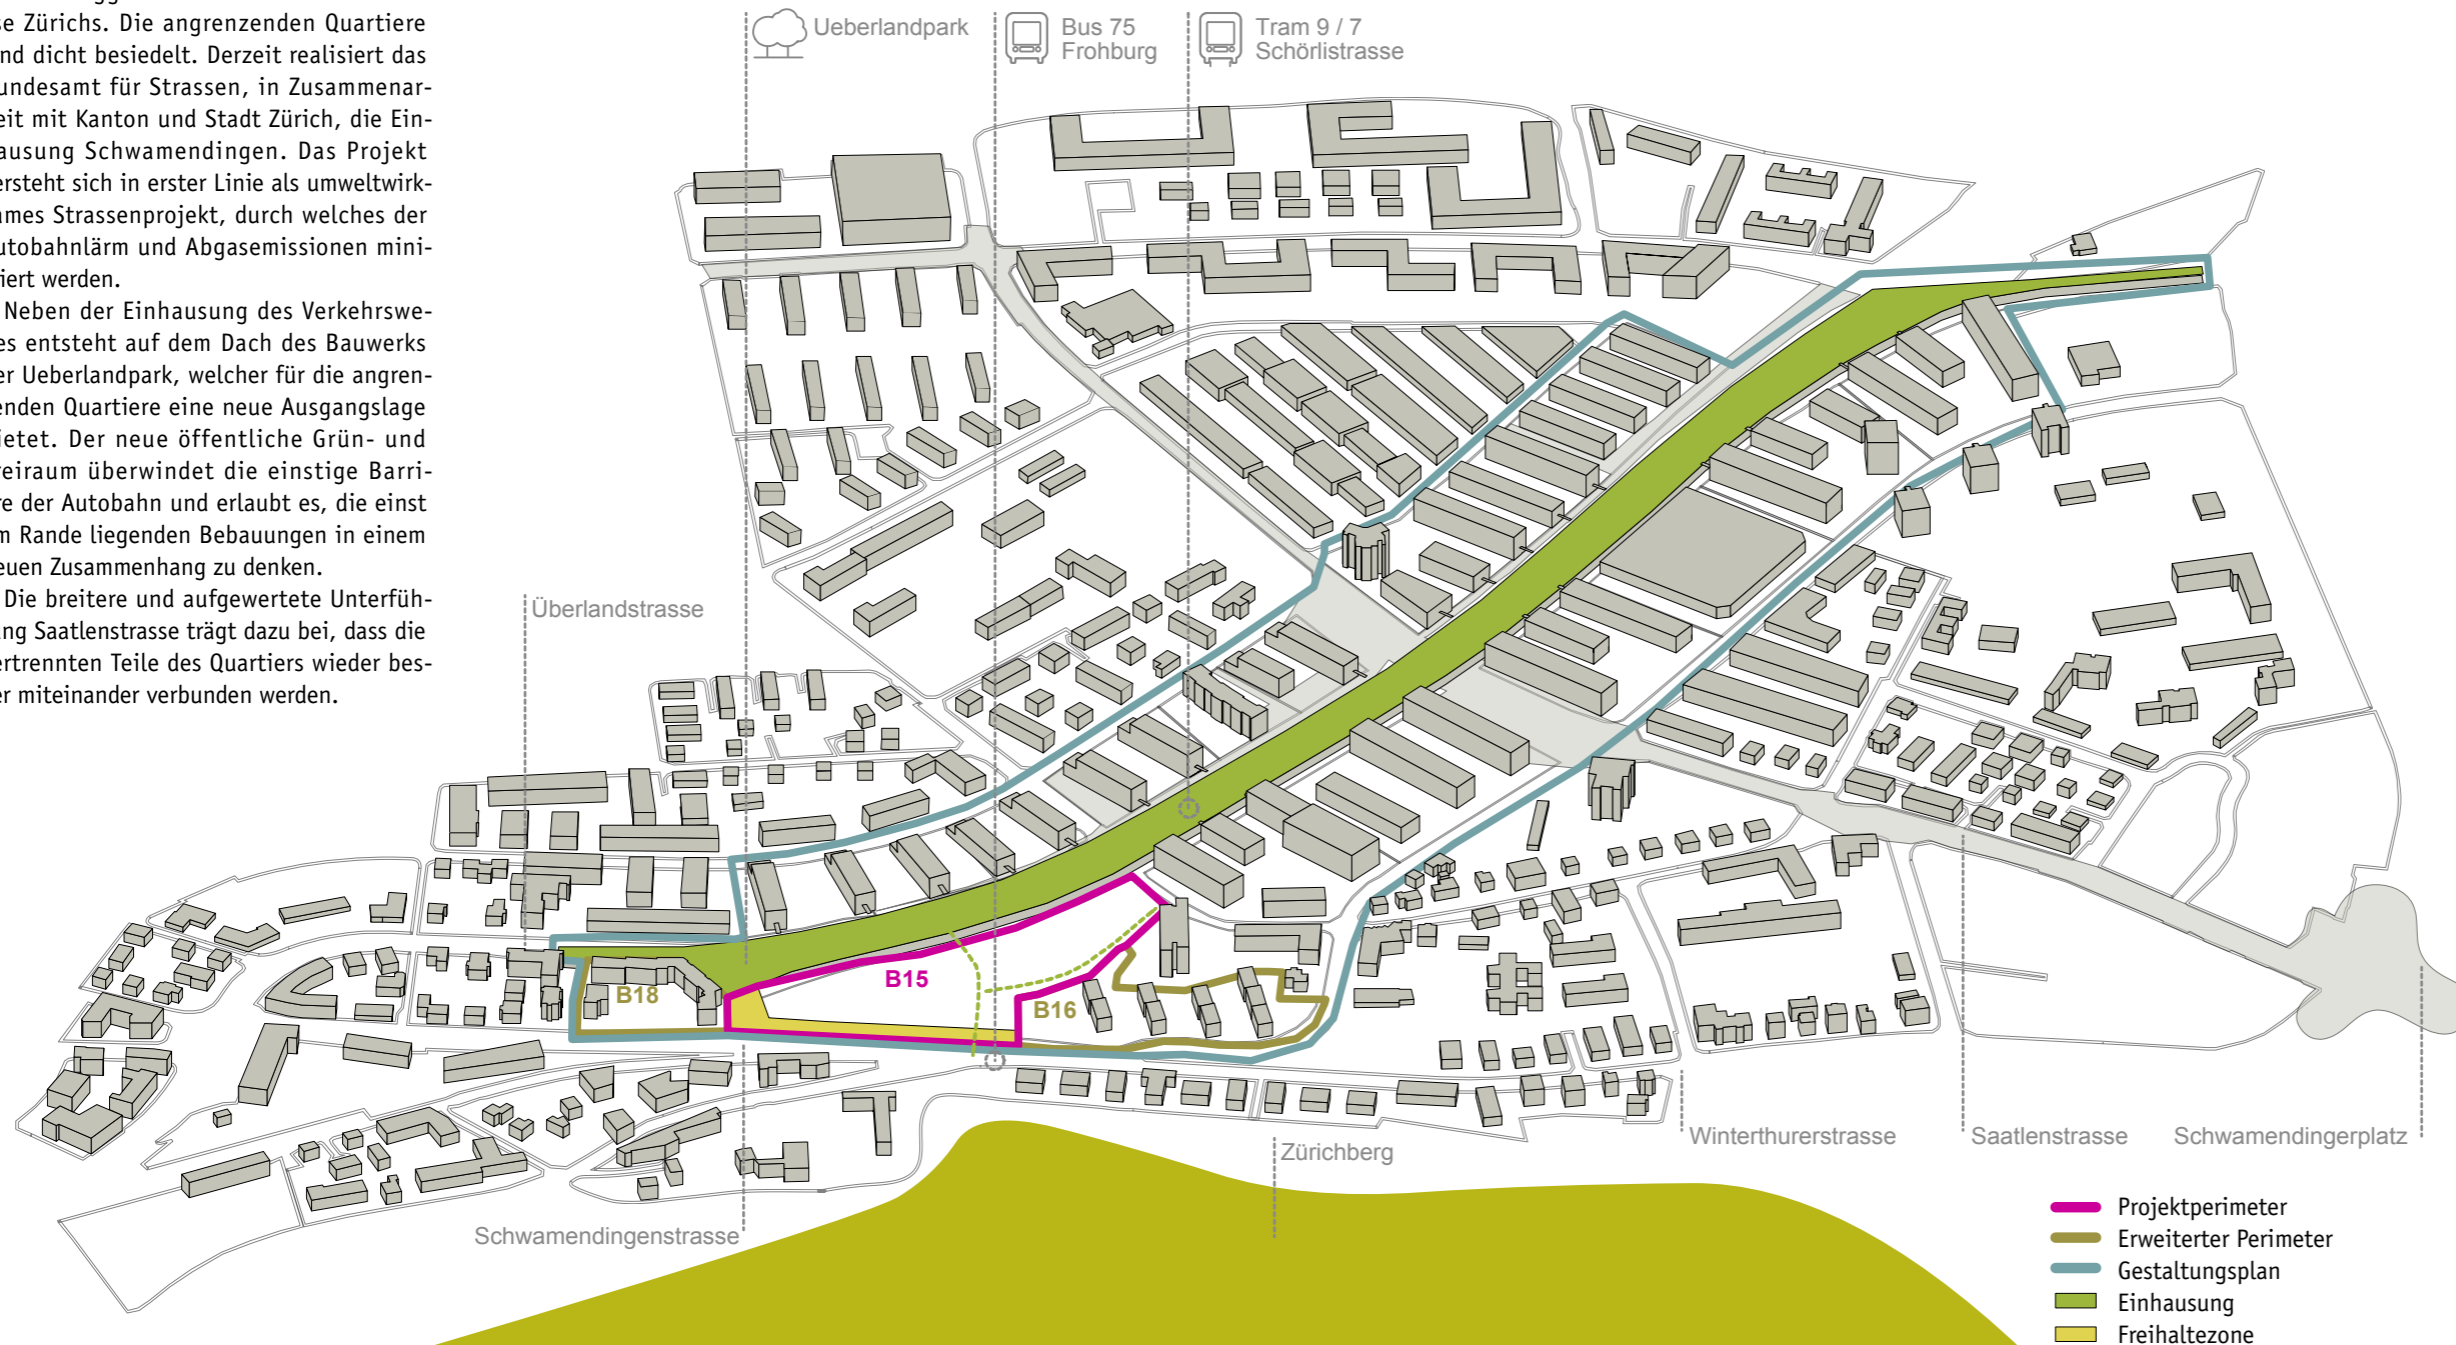 se Zürichs. Die angrenzenden Quartiere
nd dicht besiedelt. Derzeit realisiert das
undesamt für Strassen, in Zusammenar-
eit mit Kanton und Stadt Zürich, die Ein-
ausung Schwamendingen. Das Projekt
ersteht sich in erster Linie als umweltwirk-
ames Strassenprojekt, durch welches der
utobahnlärm und Abgasemissionen mini-
iert werden.
Neben der Einhausung des Verkehrswe-
es entsteht auf dem Dach des Bauwerks
er Ueberlandpark, welcher für die angren-
enden Quartiere eine neue Ausgangslage
ietet. Der neue öffentliche Grün- und
reiraum überwindet die einstige Barri-
re der Autobahn und erlaubt es, die einst
m Rande liegenden Bebauungen in einem
euen Zusammenhang zu denken.
Die breitere und aufgewertete Unterfüh-
ng Saatlenstrasse trägt dazu bei, dass die
ertrennten Teile des Quartiers wieder bes-
er miteinander verbunden werden.
Ueberlandpark
Bus 75
Frohburg
Tram 9 / 7
Schörlistrasse
Überlandstrasse
B15
B18
B16
Winterthurerstrasse
Saatlenstrasse
Schwamendingerplatz
Zürichberg
Schwamendingenstrasse
Projektperimeter
Erweiterter Perimeter
Gestaltungsplan
Einhausung
Freihaltezone